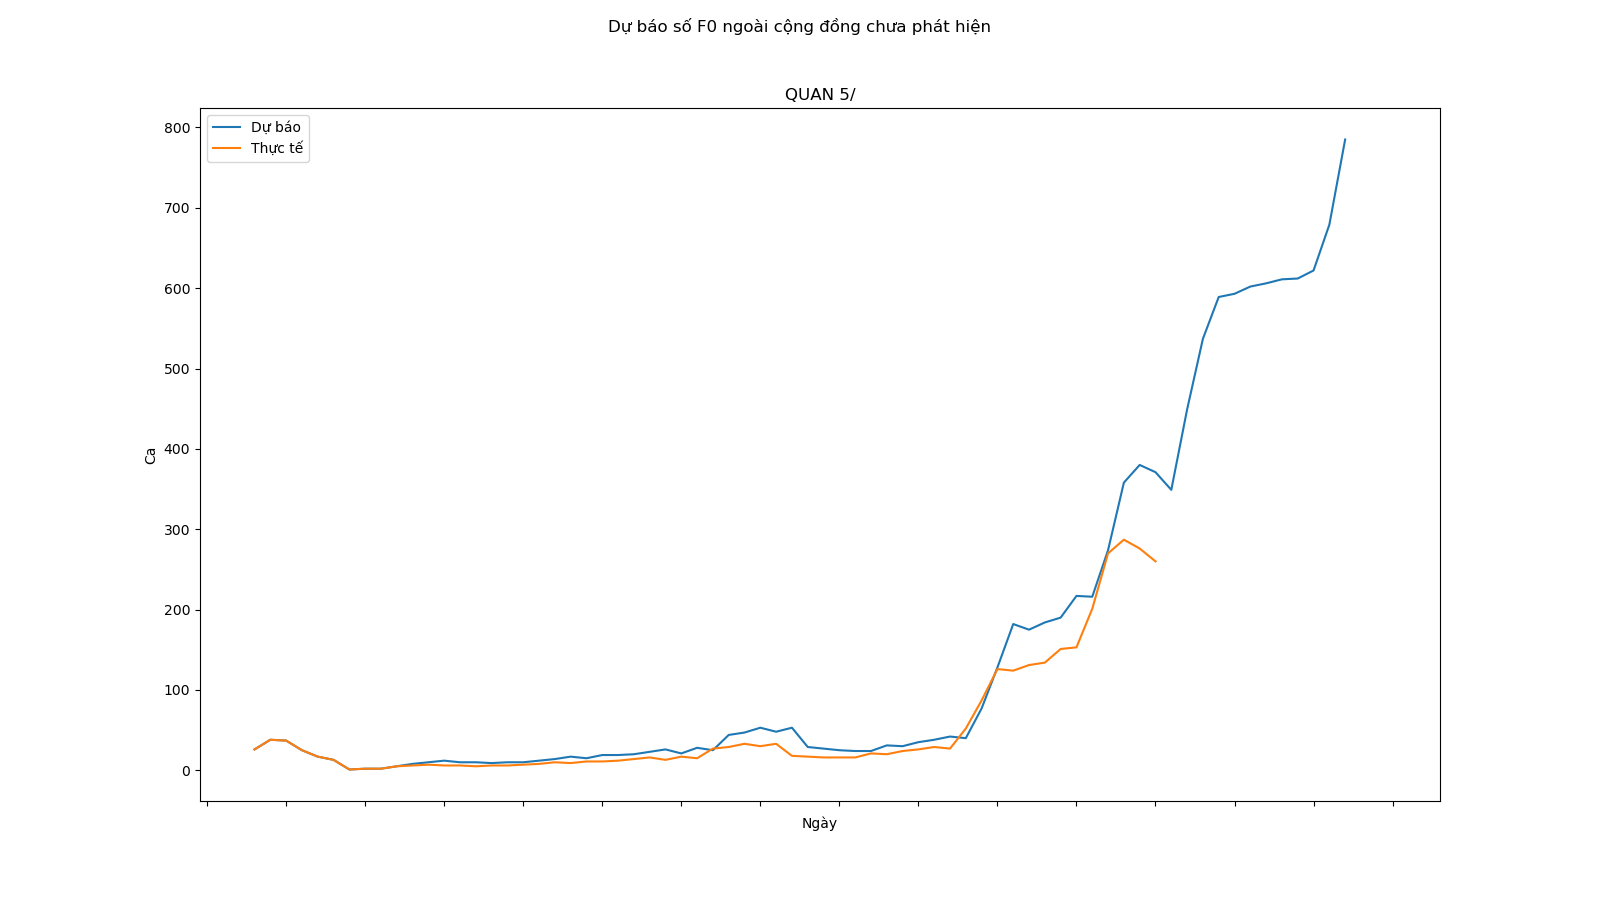 Dự báo số F0 ngoài cộng đồng chưa phát hiện
QUAN 5/
Dự báo
Thực tế
800
700
600
500
400
300
200
100
0
Ca
Ngày